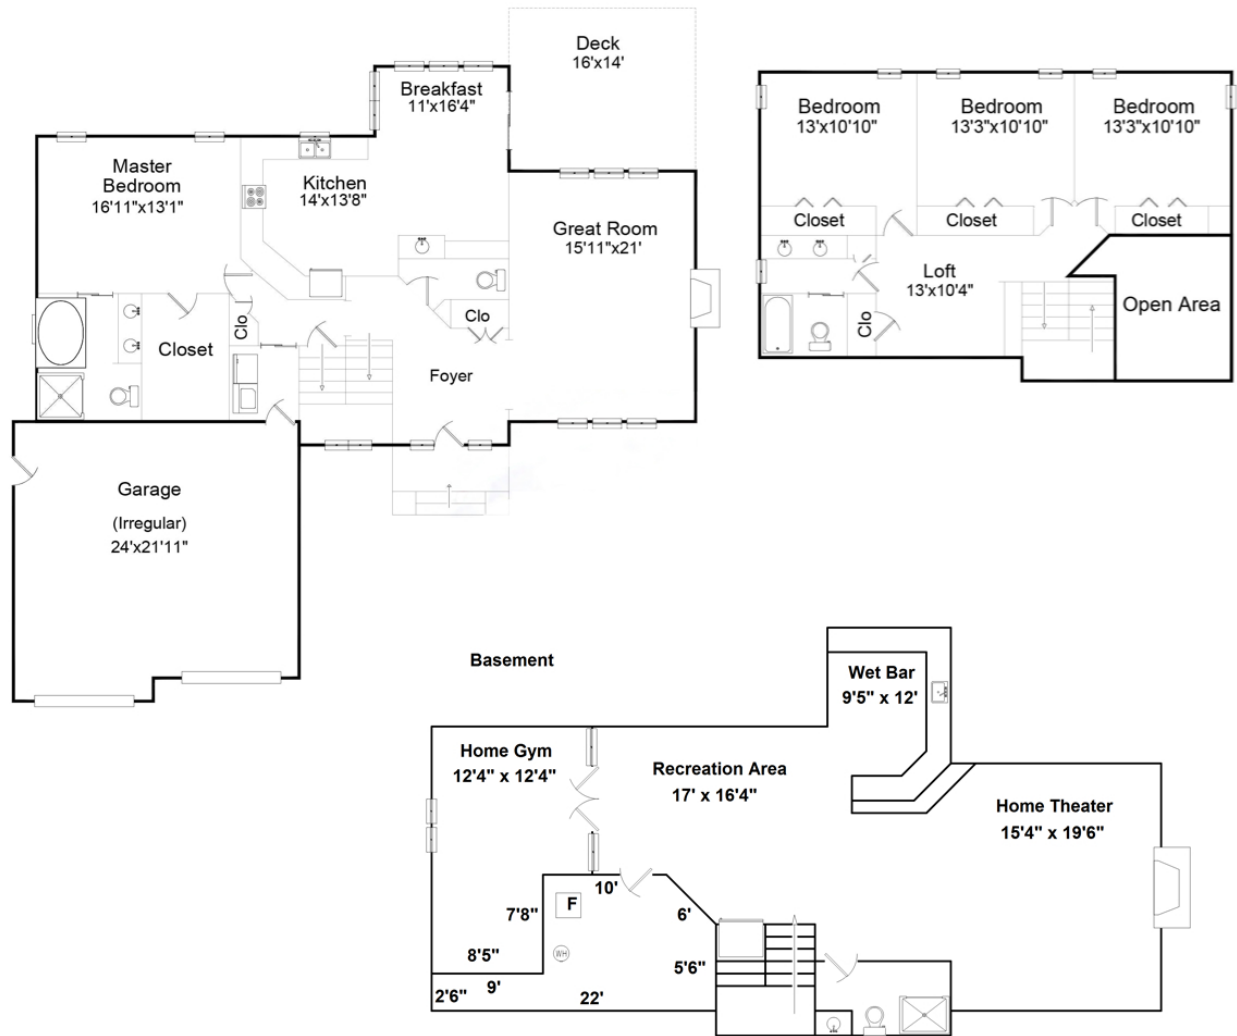 Deck
16'x14'
Breakfast
11'x16'4"
Master
Bedroom
16'11"x13'1"
Kitchen
14'x13'8"
Great Room
15'11"x21'
Clo
Clo
Closet
Foyer
Garage
(Irregular)
24'x21'11"
Bedroom
13'x10'10"
Bedroom
13'3"x10'10"
Bedroom
13'3"x10'10"
Closet
Closet
Closet
Loft
13'x10'4"
Clo
Open Area
Basement
Wet Bar
9'5" x 12'
Home Gym
12'4" x 12'4"
Recreation Area
17' x 16'4"
Home Theater
15'4" x 19'6"
10'
F
7'8"
6'
WH
8'5"
5'6"
9'
2'6"
22'